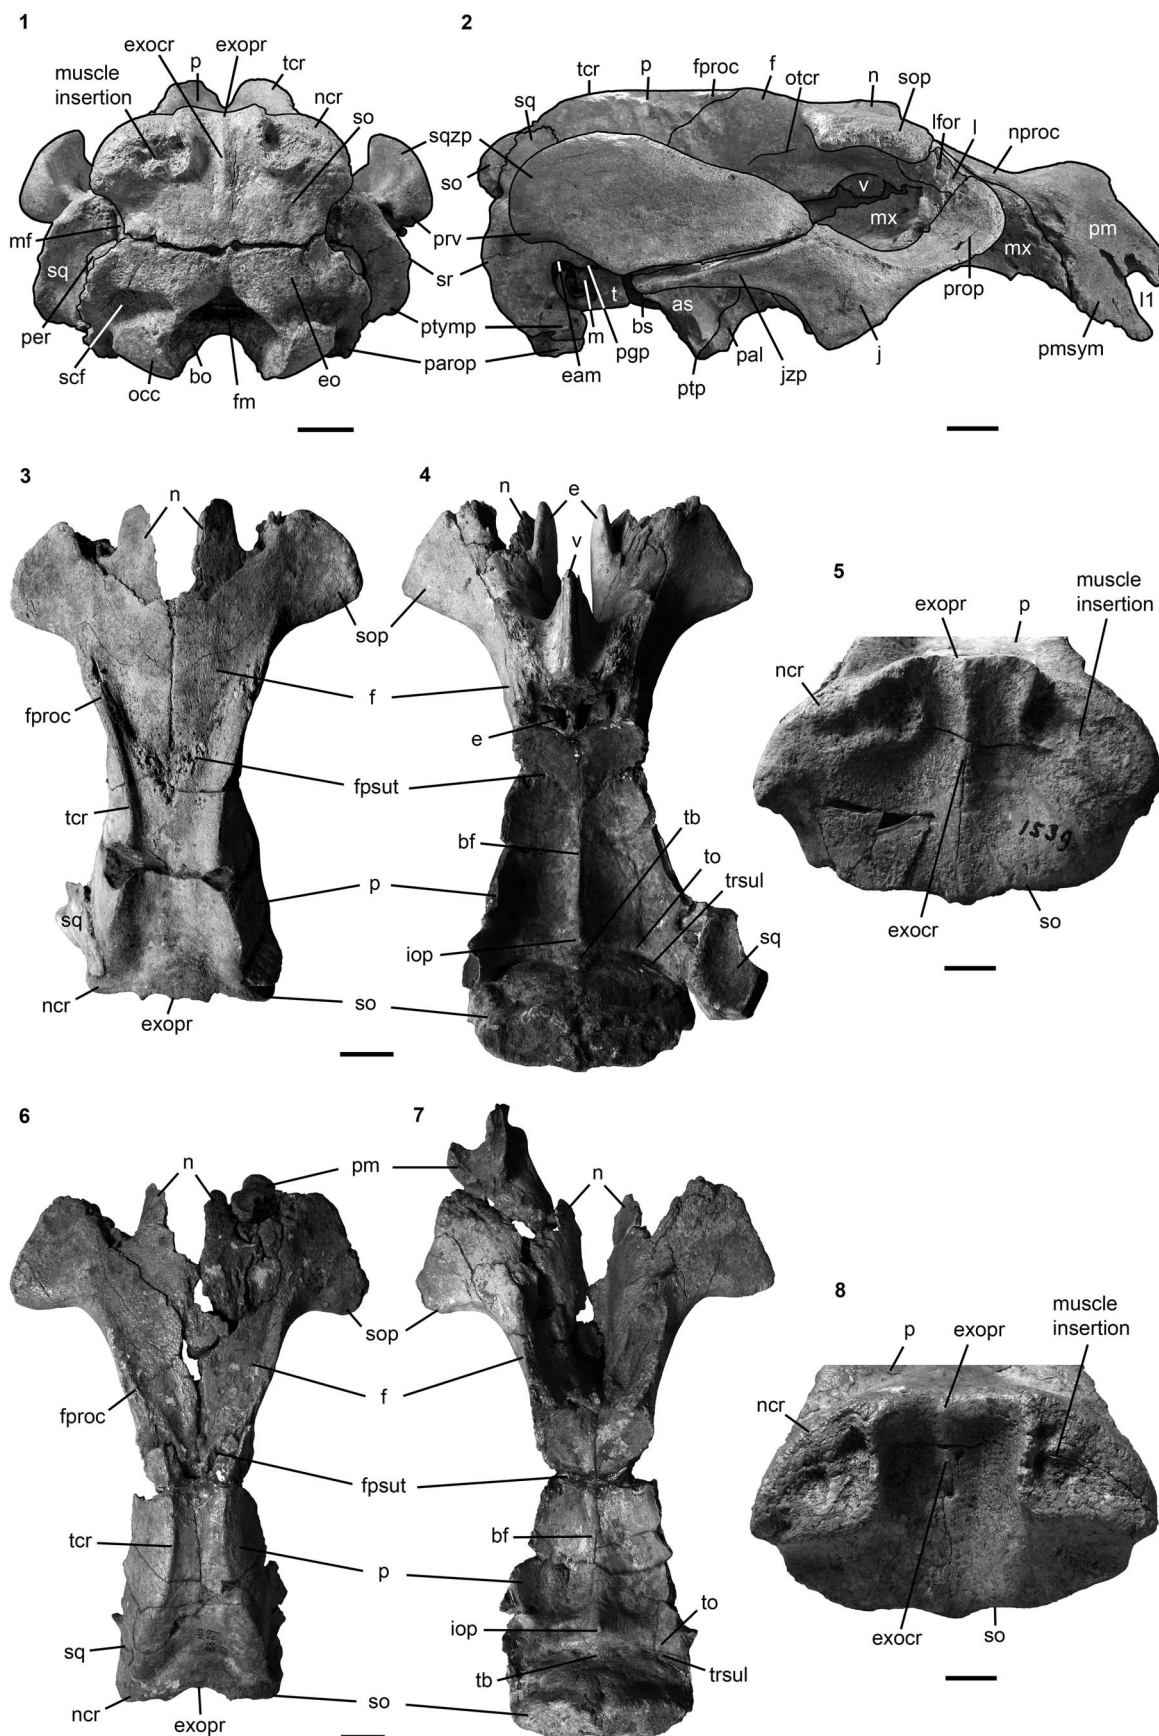 1
exocr
exopr
p
tcr
muscle
insertion
ncr
so
sqzp
so
mf
sq
prv
sr
per
ptymp
scf
parop
occ
bo
fm
eo
2
tcr
p
fproc
f
otcr
n
sop
sq
lfor
l
nproc
v
mx
pm
mx
prop
I1
pmsym
t
as
m
bs
pgp
pal
j
jzp
eam
ptp
3
n
sop
f
fproc
fpsut
tcr
p
sq
ncr
exopr
so
4
n
e
v
e
bf
tb
to
trsul
iop
sq
5
muscle
insertion
exopr
p
ncr
1539
exocr
so
6
n
pm
sop
f
fproc
fpsut
tcr
p
sq
ncr
exopr
so
7
n
bf
iop
to
tb
trsul
8
muscle
insertion
p
exopr
ncr
exocr
so